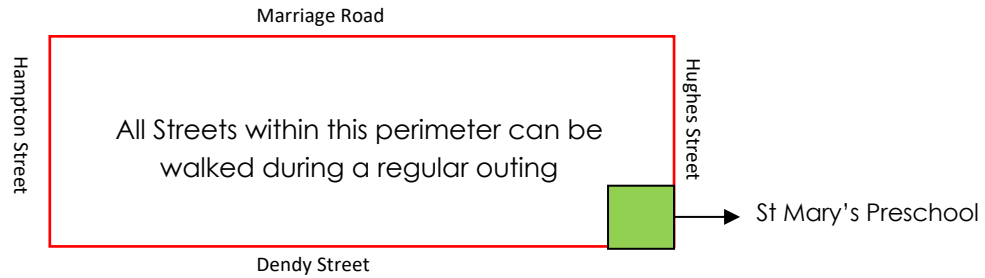 Marriage Road
Hampton Street
Hughes Street
All Streets within this perimeter can be
walked during a regular outing
St Mary’s Preschool
Dendy Street